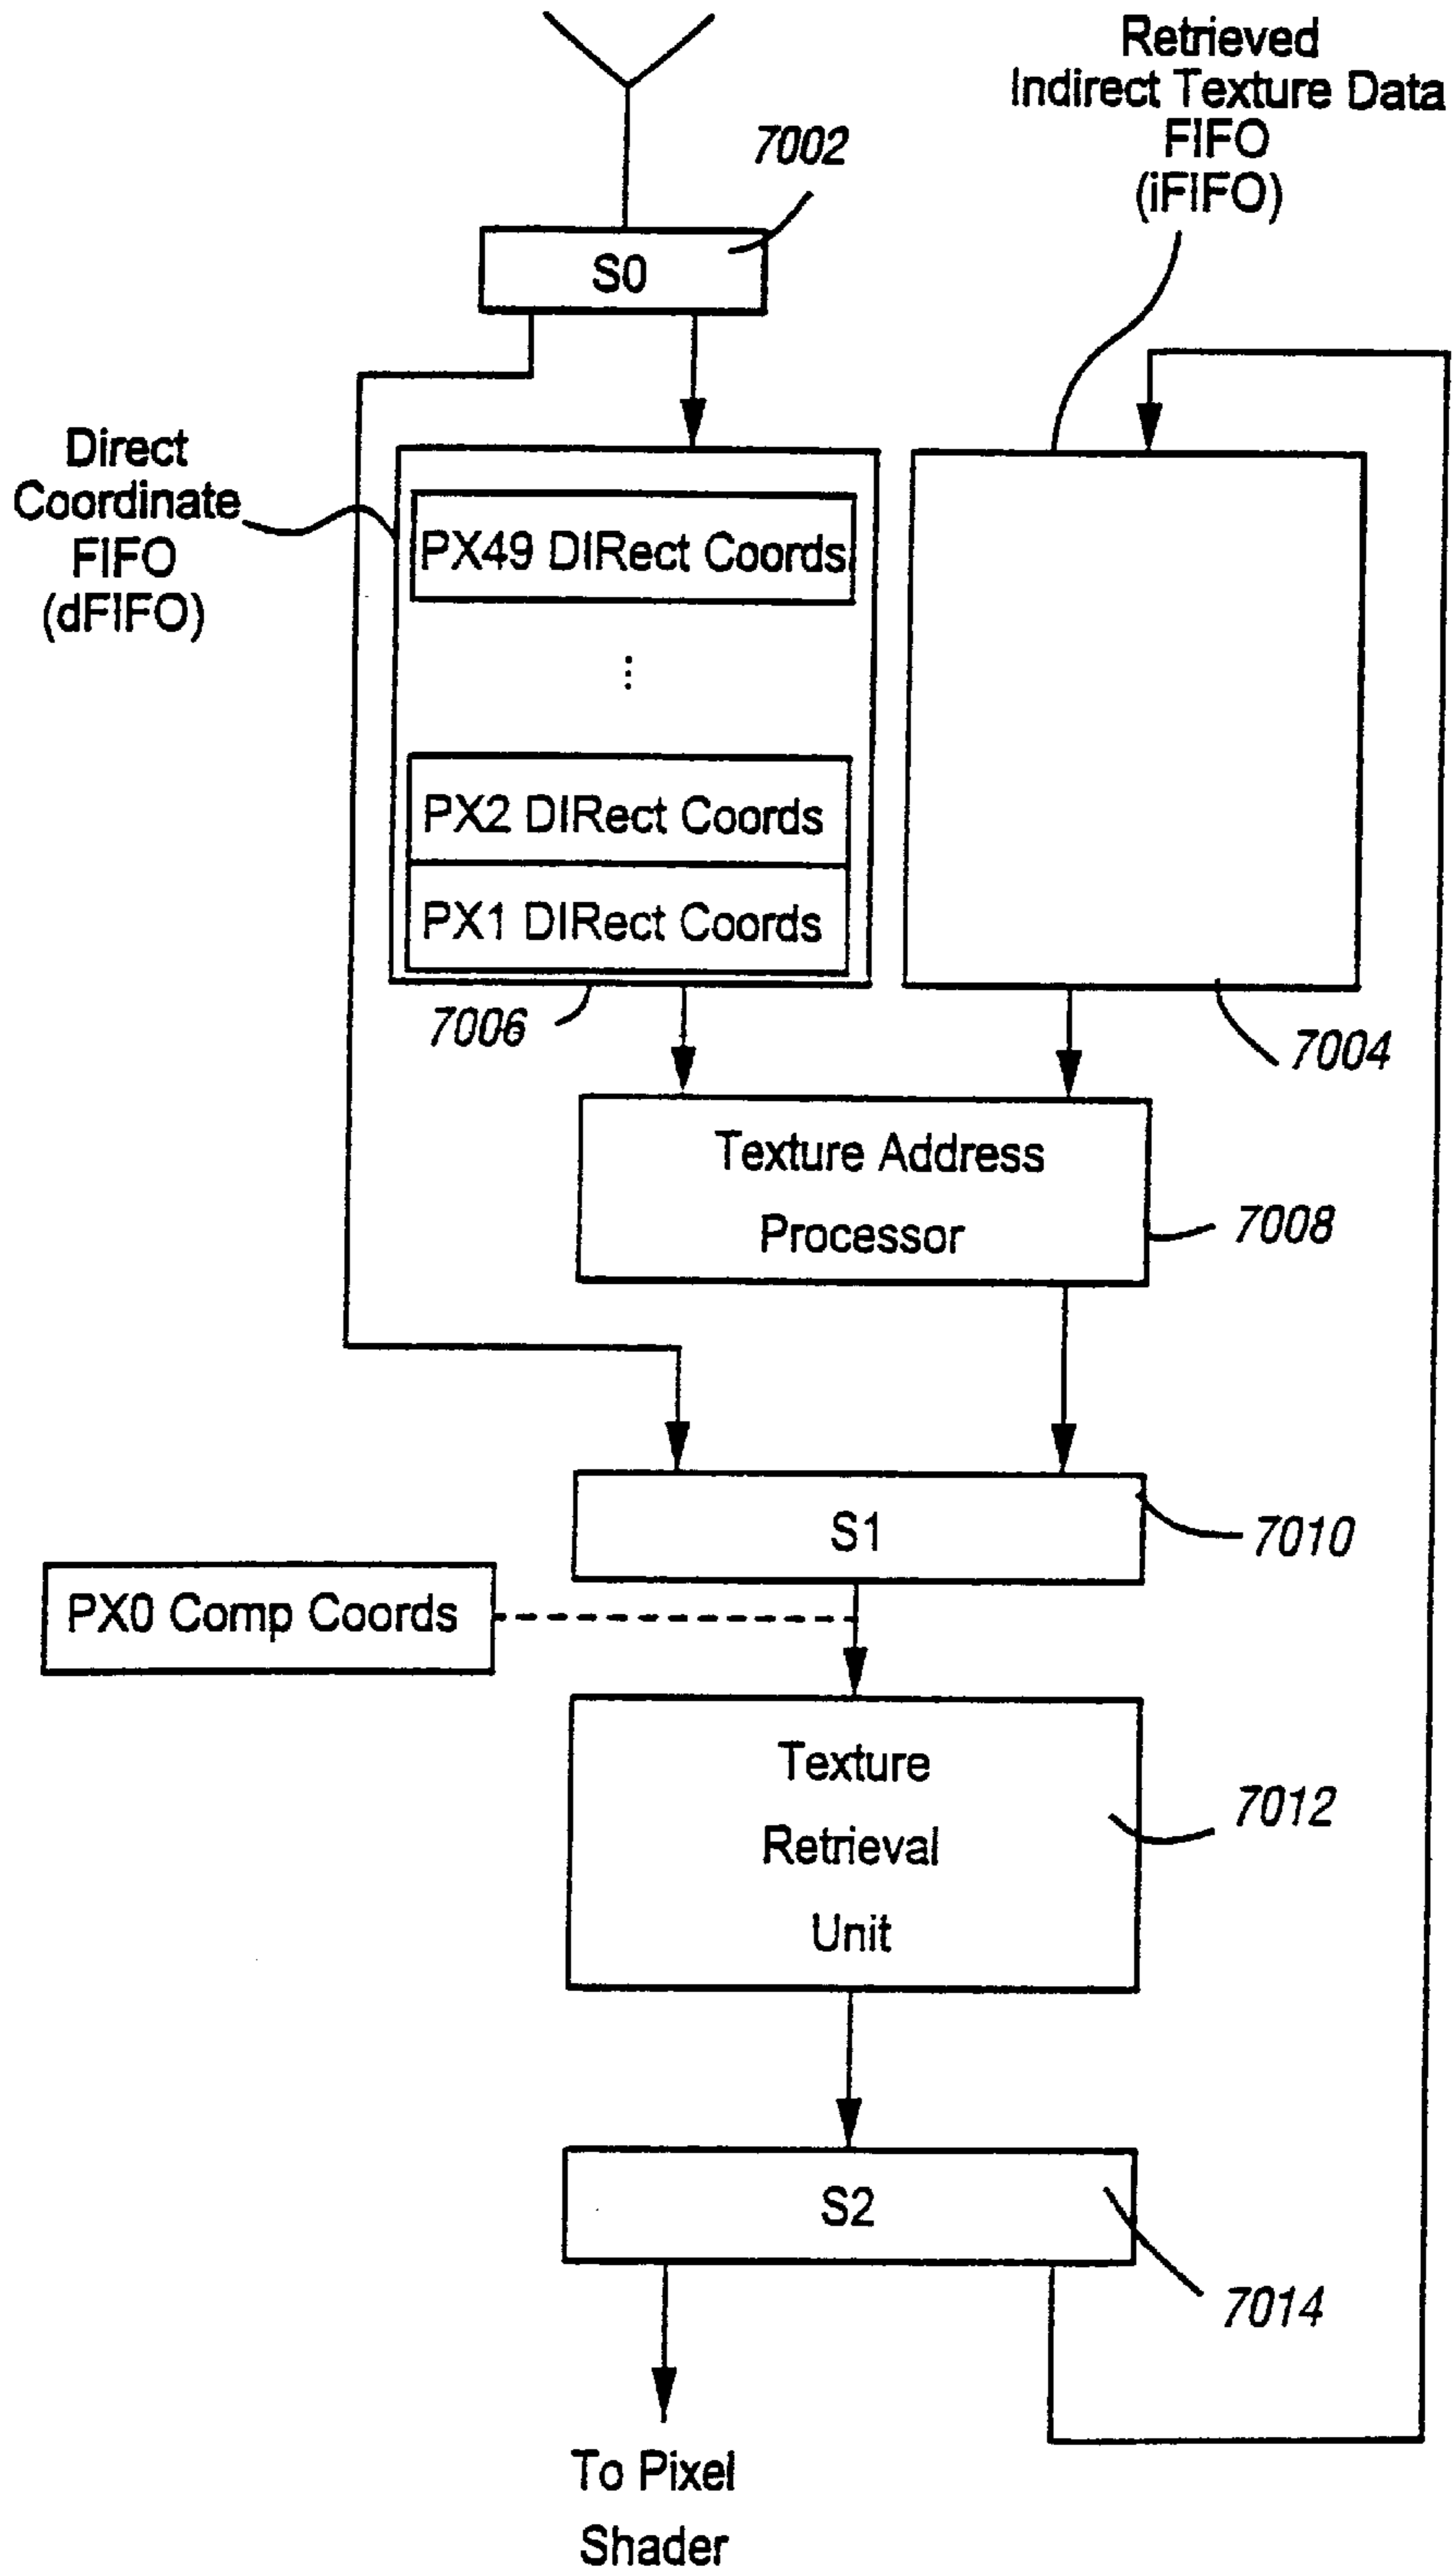 Retrieved
Indirect Texture Data
FIFO
(iFIFO)
7002
S0
Direct
Coordinate
FIFO
(dFIFO)
PX49 DIRect Coords
...
PX2 DIRect Coords
PX1 DIRect Coords
7006
7004
Texture Address
Processor
7008
S1
7010
PX0 Comp Coords
Texture
Retrieval
Unit
7012
S2
7014
To Pixel
Shader